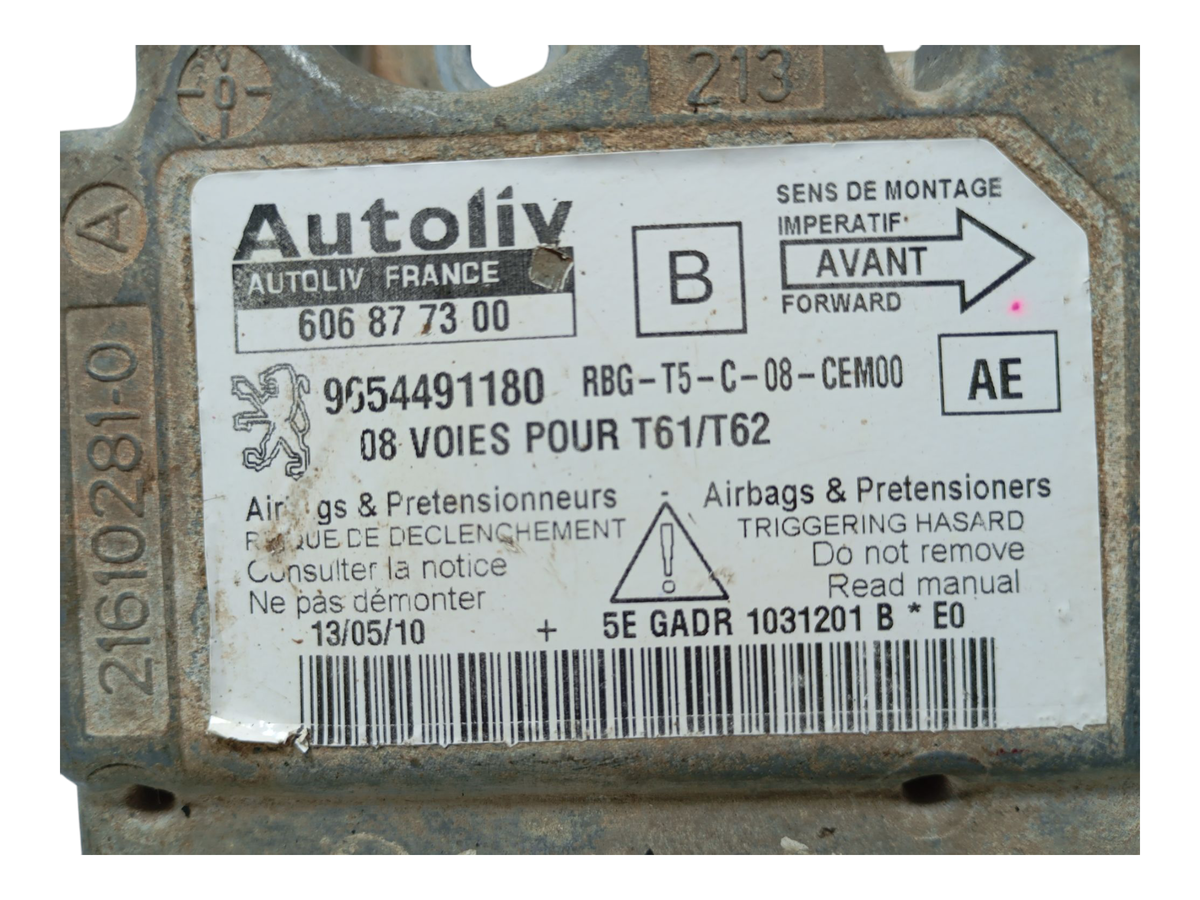 213
A
21610281-0
Autoliv
AUTOLIV FRANCE
606 87 73 00
B
SENS DE MONTAGE
IMPERATIF
AVANT
FORWARD
9654491180 RBG-T5-C-08-CEM00
AE
08 VOIES POUR T61/T62
Airbags & Pretensionneurs
RISQUE DE DECLENCHEMENT
Consulter la notice
Ne pas démonter
Airbags & Pretensioners
TRIGGERING HASARD
Do not remove
Read manual
13/05/10 + 5E GADR 1031201 B * E0